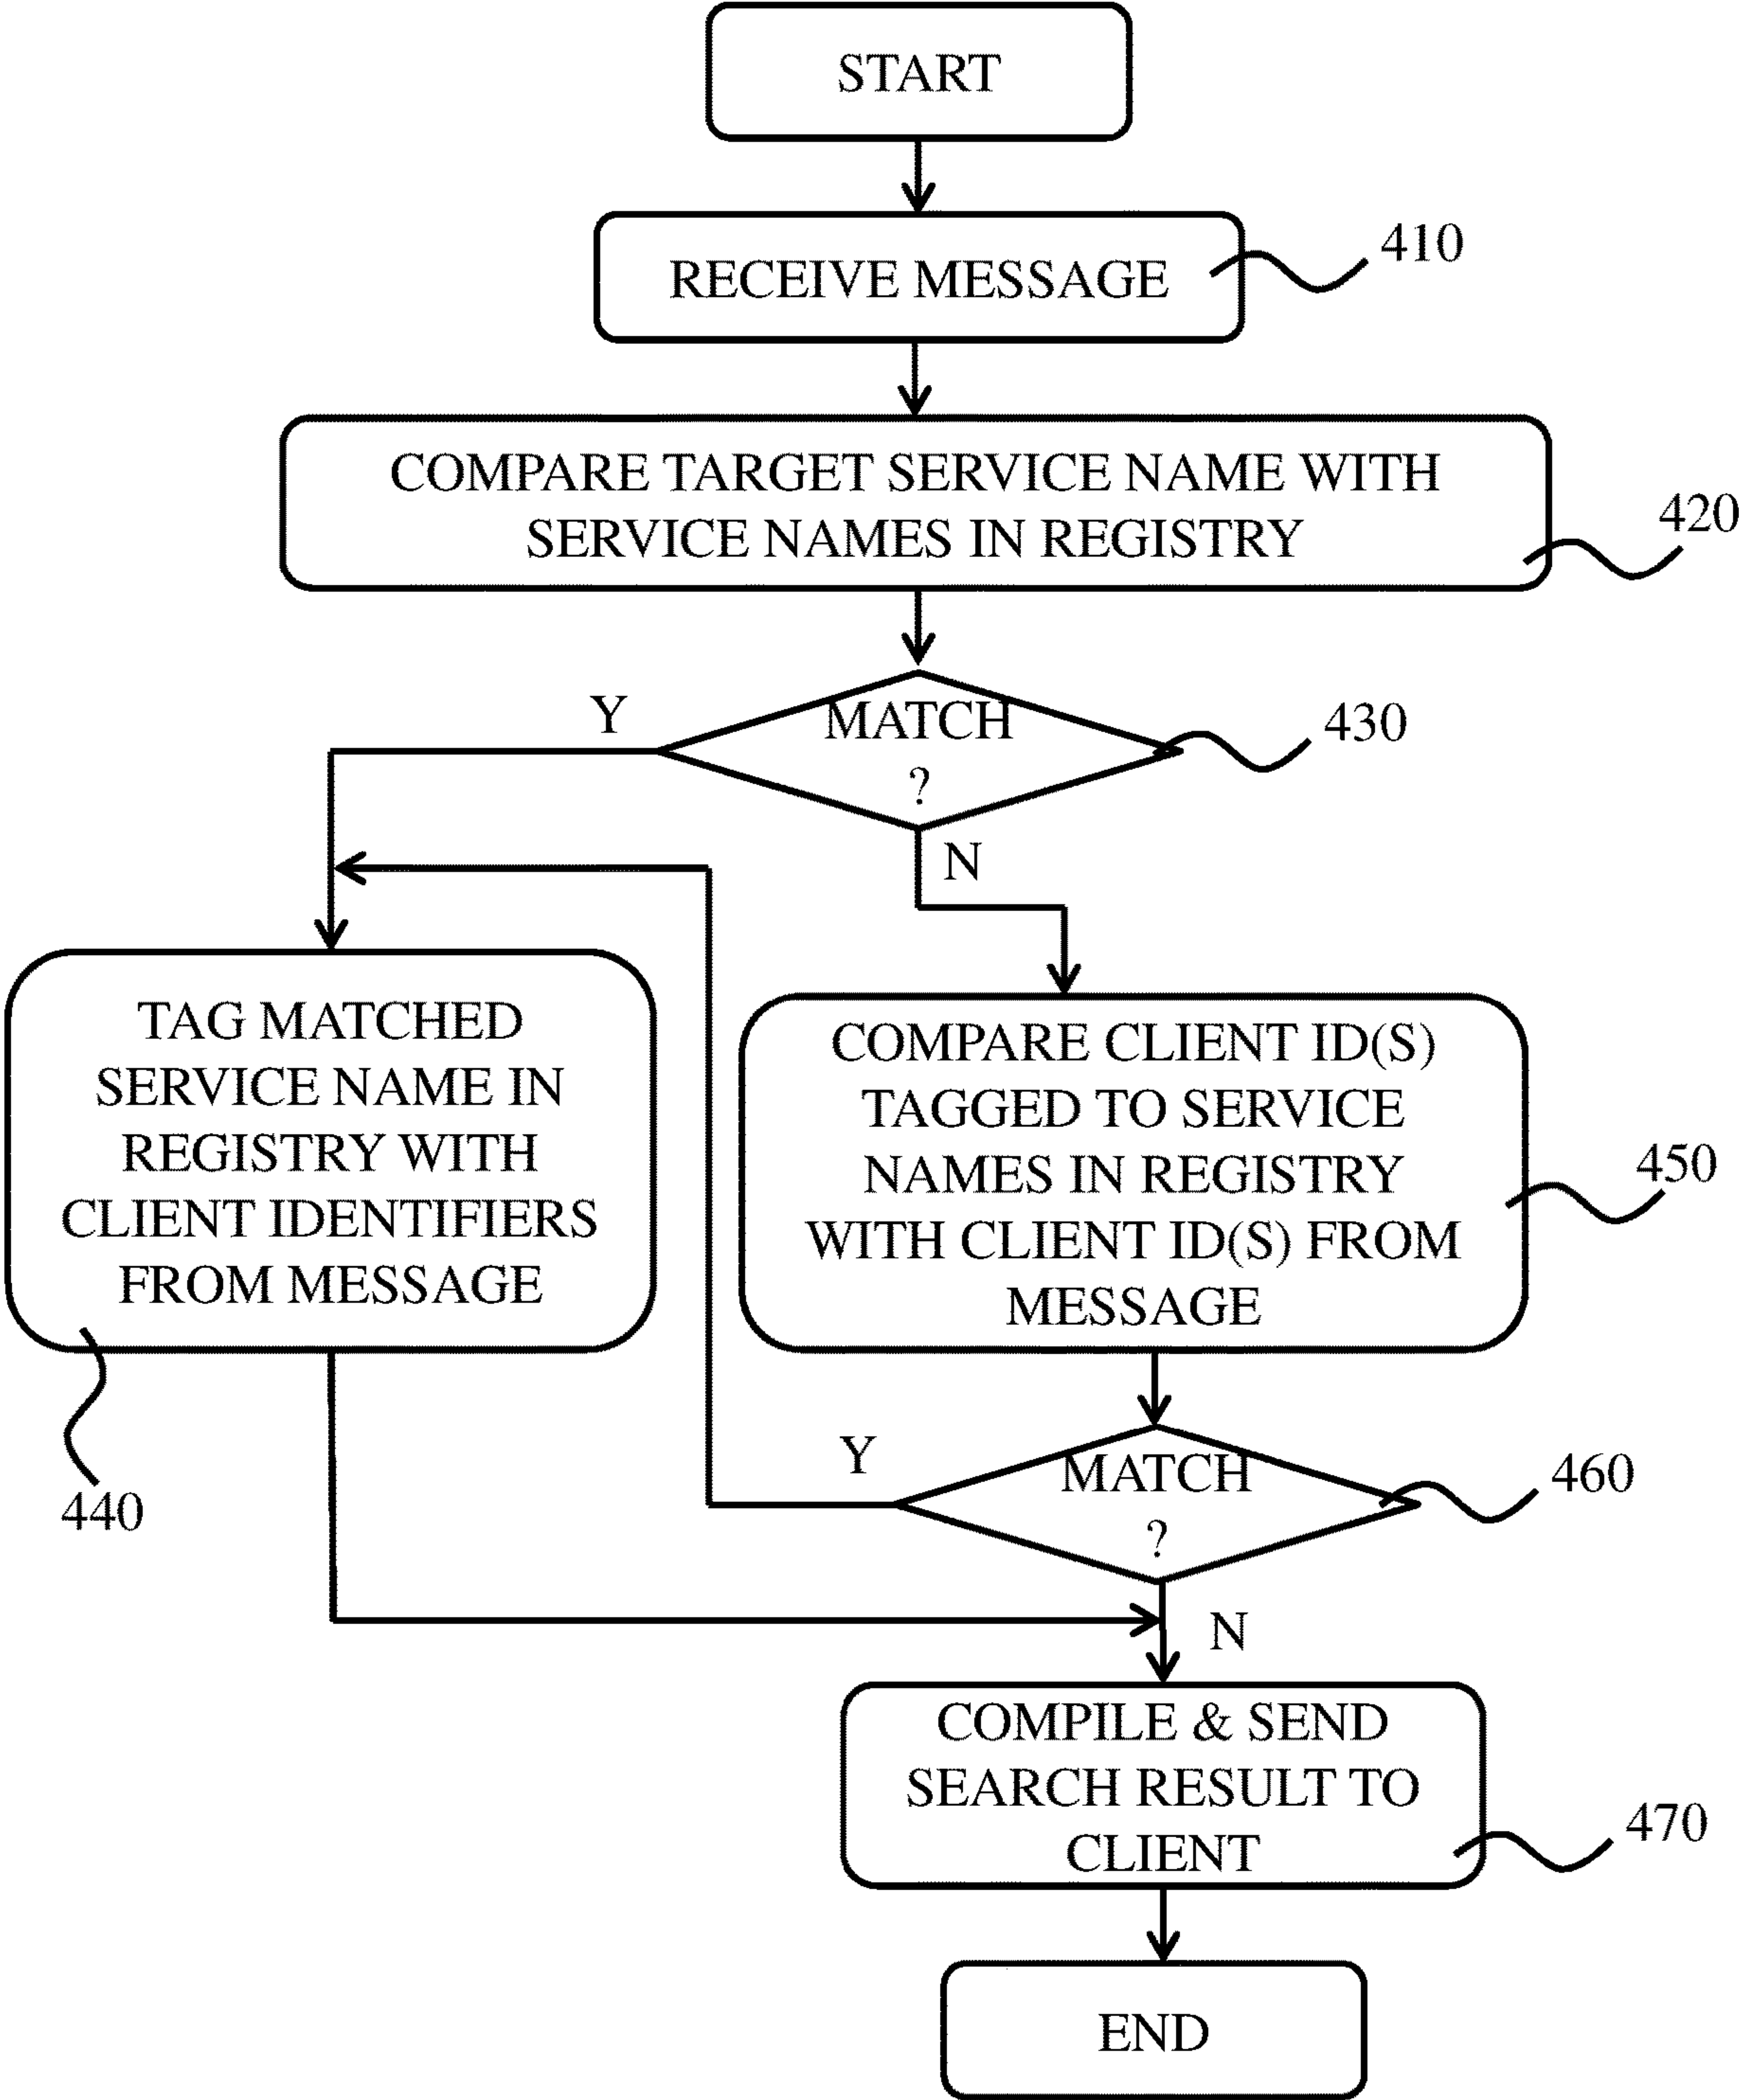 START
RECEIVE MESSAGE
410
COMPARE TARGET SERVICE NAME WITH
SERVICE NAMES IN REGISTRY
420
Y
MATCH
?
430
N
TAG MATCHED
SERVICE NAME IN
REGISTRY WITH
CLIENT IDENTIFIERS
FROM MESSAGE
440
COMPARE CLIENT ID(S)
TAGGED TO SERVICE
NAMES IN REGISTRY
WITH CLIENT ID(S) FROM
MESSAGE
450
Y
MATCH
?
460
N
COMPILE & SEND
SEARCH RESULT TO
CLIENT
470
END